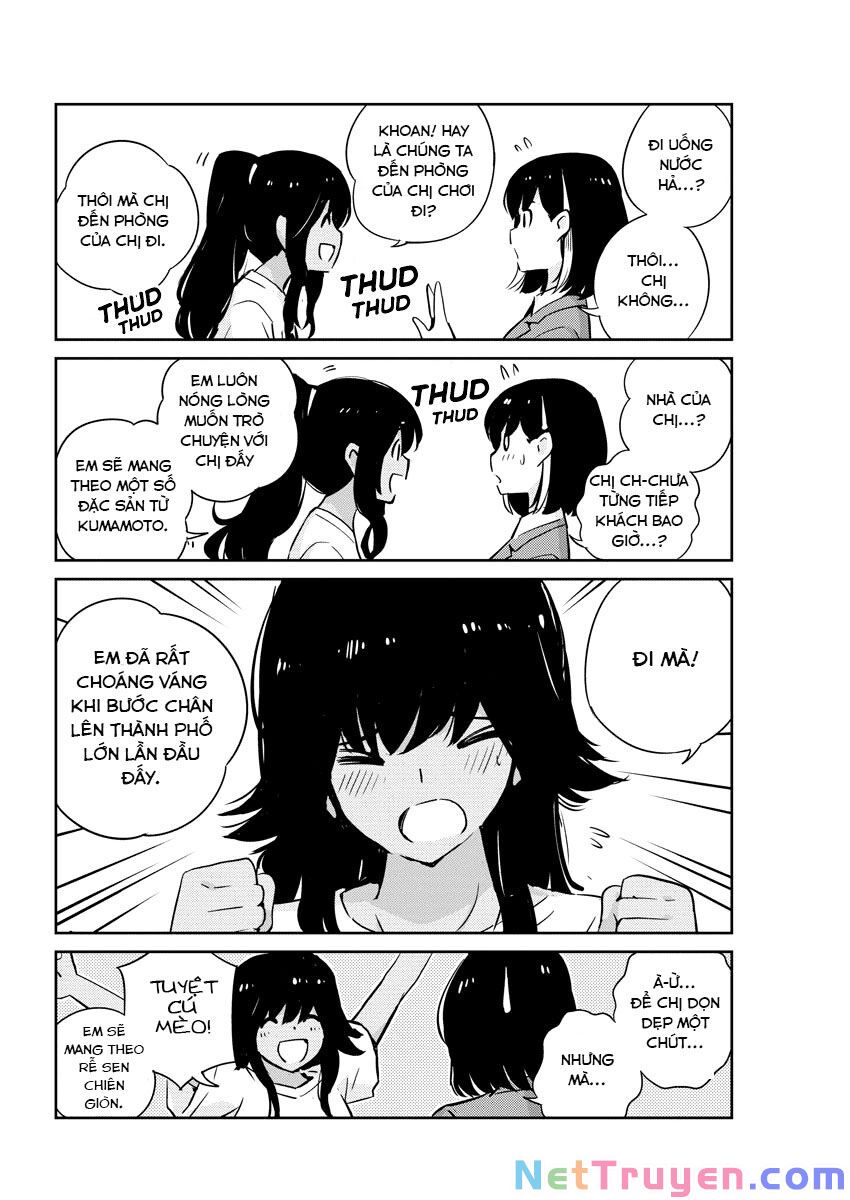 ĐI UỐNG
NƯỚC
HẢ...?
THÔI...
CHỊ
KHÔNG...
KHOAN! HAY
LÀ CHÚNG TA
ĐẾN PHÒNG
CỦA CHỊ CHƠI
ĐI?
THUD
THUD
THÔI MÀ CHỊ
ĐẾN PHÒNG
CỦA CHỊ ĐI.
THUD
THUD
NHÀ CỦA
CHỊ...?
CHỊ CH-CHƯA
TỪNG TIẾP
KHÁCH BAO
GIỜ...?
THUD
THUD
EM LUÔN
NÓNG LÒNG
MUỐN TRÒ
CHUYỆN VỚI
CHỊ ĐẤY
EM SẼ MANG
THEO MỘT SỐ
ĐẶC SẢN TỪ
KUMAMOTO.
ĐI MÀ!
EM ĐÃ RẤT
CHOÁNG VÁNG
KHI BƯỚC CHÂN
LÊN THÀNH PHỐ
LỚN LẦN ĐẦU
ĐẤY.
À-Ừ...
ĐỂ CHỊ DỌN
DẸP MỘT
CHÚT...
NHƯNG
MÀ...
TUYỆT
CÚ
MÈO!
EM SẼ
MANG THEO
RỄ SEN
CHIÊN
GIÒN.
NetTruyen.com